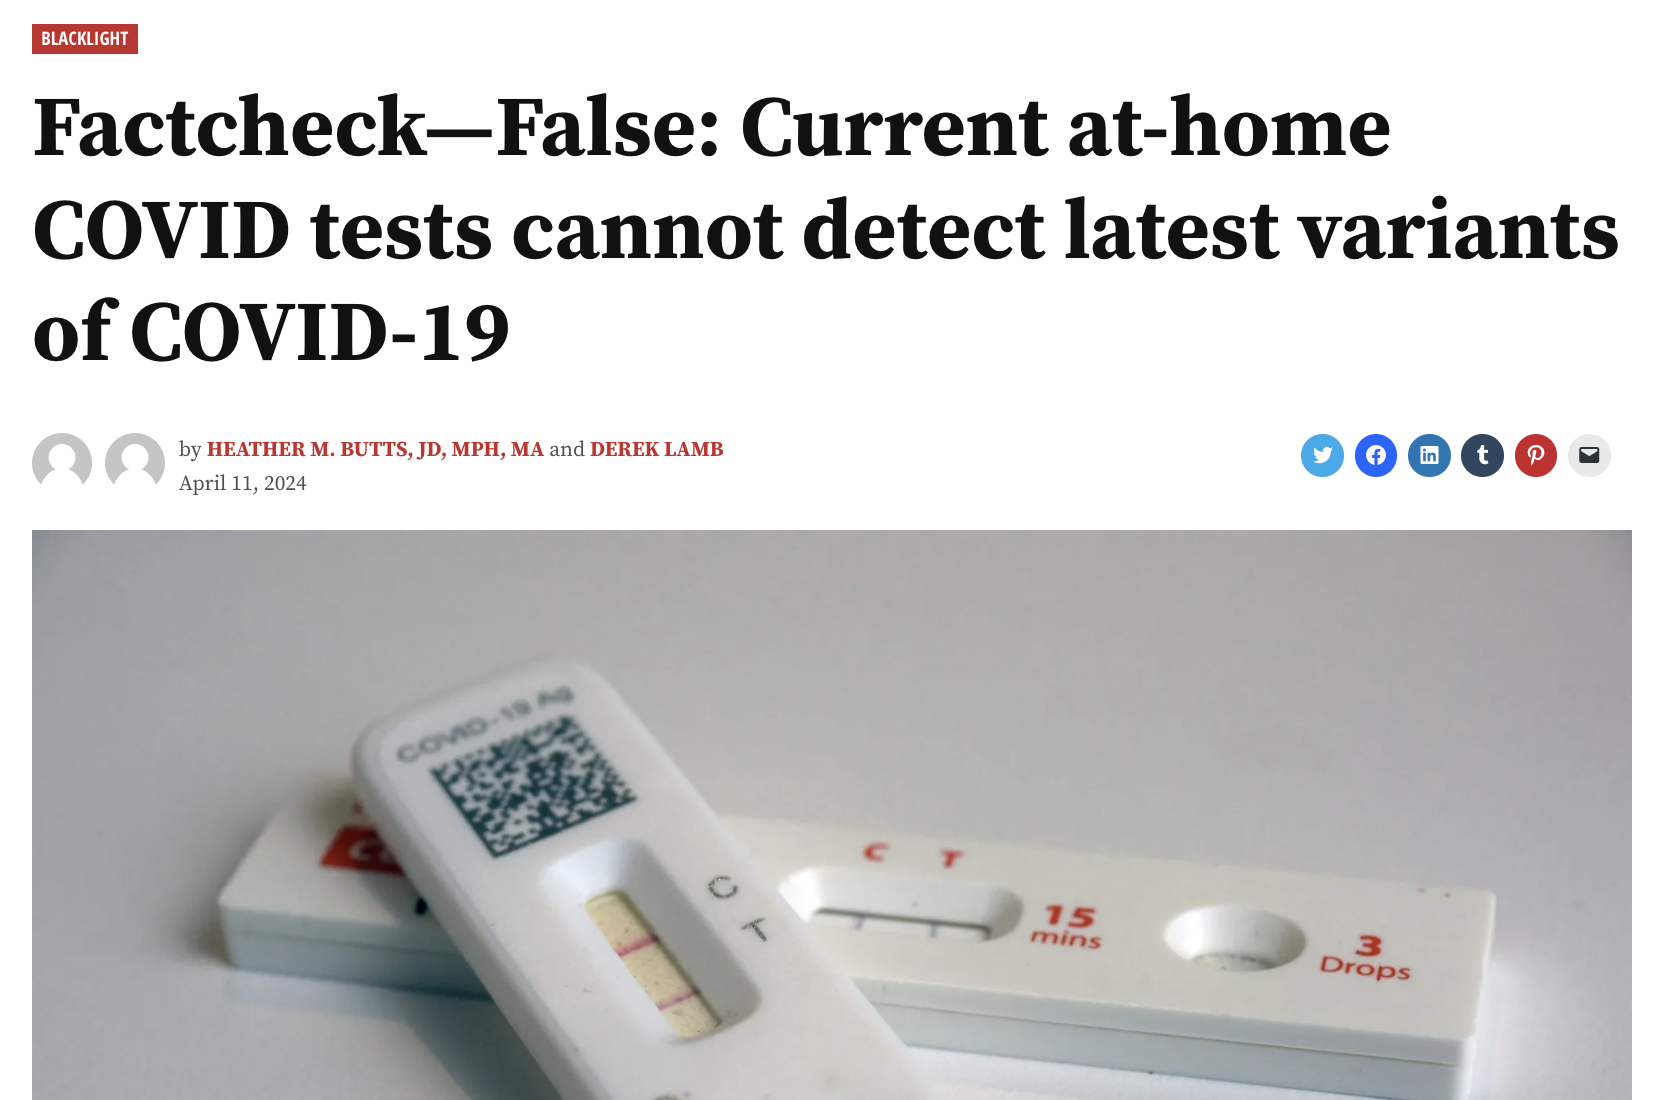 BLACKLIGHT
Factcheck—False: Current at-home
COVID tests cannot detect latest variants
of COVID-19
by HEATHER M. BUTTS, JD, MPH, MA and DEREK LAMB
April 11, 2024
COVID-19 Ag
C
T
C T
15
mins
3
Drops